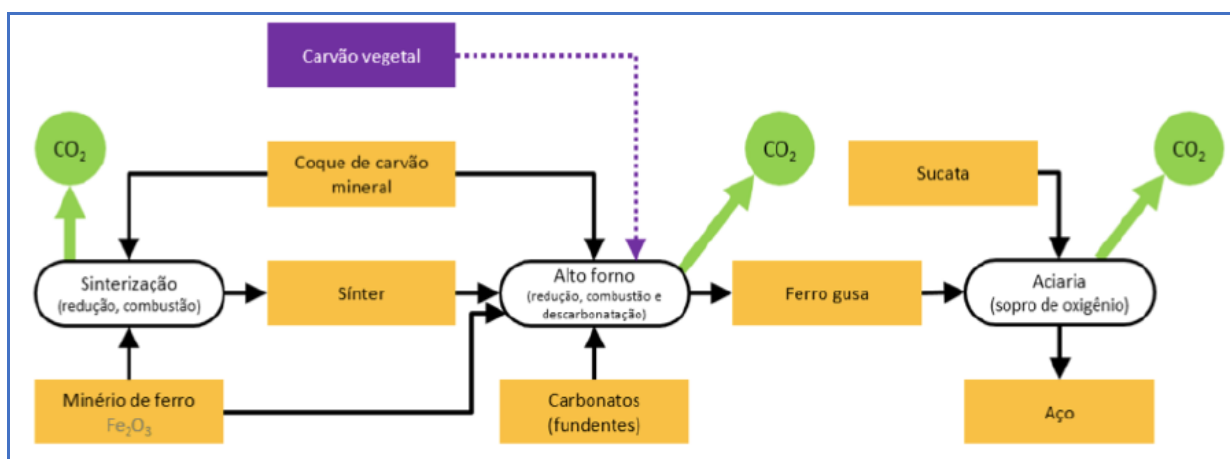 Carvão vegetal
CO₂
Coque de carvão
mineral
CO₂
Sucata
CO₂
Sinterização
(redução, combustão)
Sínter
Alto forno
(redução, combustão e
descarbonatação)
Ferro gusa
Aciaria
(sopro de oxigênio)
Minério de ferro
Fe₂O₃
Carbonatos
(fundentes)
Aço